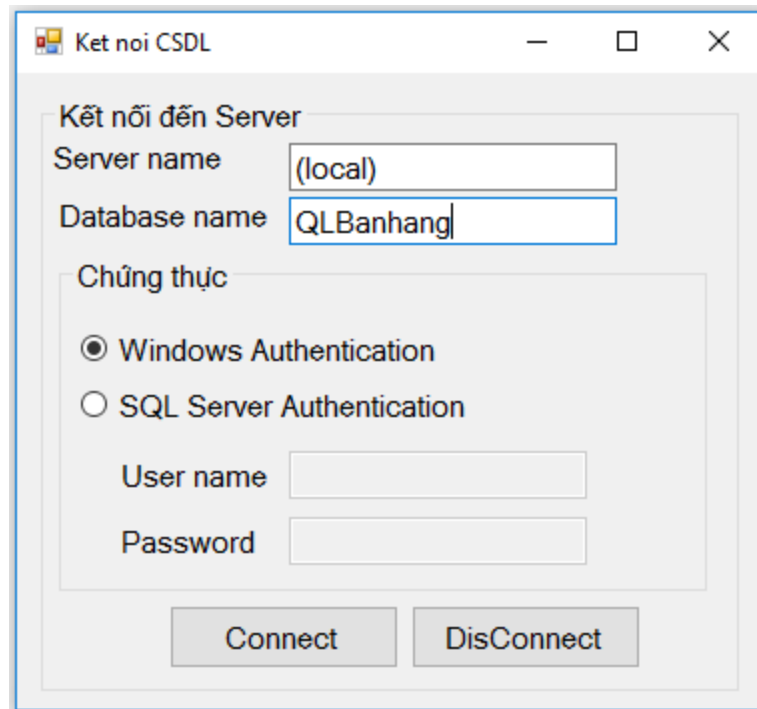 Ket noi CSDL
Kết nối đến Server
Server name (local)
Database name QLBanhang
Chứng thực
Windows Authentication
SQL Server Authentication
User name
Password
Connect DisConnect